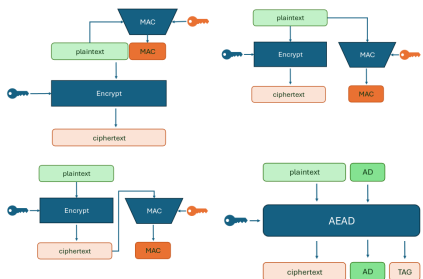 MAC
plaintext MAC
Encrypt
ciphertext
plaintext
Encrypt MAC
ciphertext MAC
plaintext
Encrypt MAC
ciphertext MAC
plaintext AD
AEAD
ciphertext AD TAG